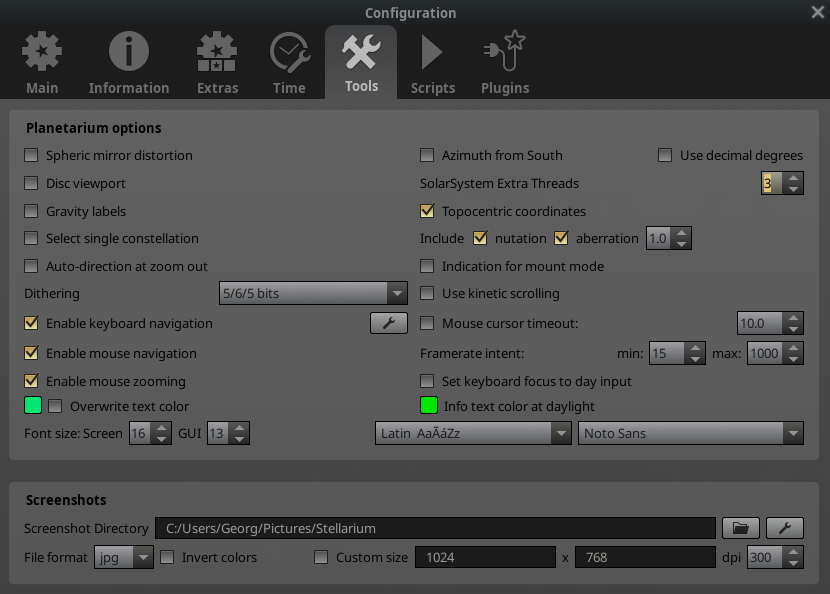 Configuration
Main Information Extras Time Tools Scripts Plugins
Planetarium options
Spheric mirror distortion Azimuth from South Use decimal degrees
Disc viewport SolarSystem Extra Threads 3
Gravity labels Topocentric coordinates
Select single constellation Include nutation aberration 1.0
Auto-direction at zoom out Indication for mount mode
Dithering 5/6/5 bits Use kinetic scrolling
Enable keyboard navigation Mouse cursor timeout: 10.0
Enable mouse navigation Framerate intent: min: 15 max: 1000
Enable mouse zooming Set keyboard focus to day input
Overwrite text color Info text color at daylight
Font size: Screen 16 GUI 13 Latin AaÃáZz Noto Sans
Screenshots
Screenshot Directory C:/Users/Georg/Pictures/Stellarium
File format jpg Invert colors Custom size 1024 x 768 dpi 300